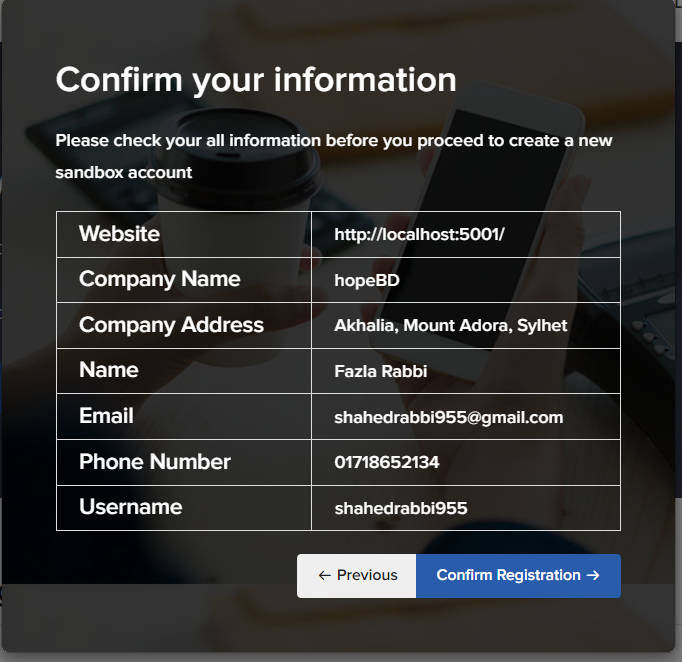 Confirm your information
Please check your all information before you proceed to create a new
sandbox account
Website http://localhost:5001/
Company Name hopeBD
Company Address Akhalia, Mount Adora, Sylhet
Name Fazla Rabbi
Email shahedrabbi955@gmail.com
Phone Number 01718652134
Username shahedrabbi955
← Previous Confirm Registration →